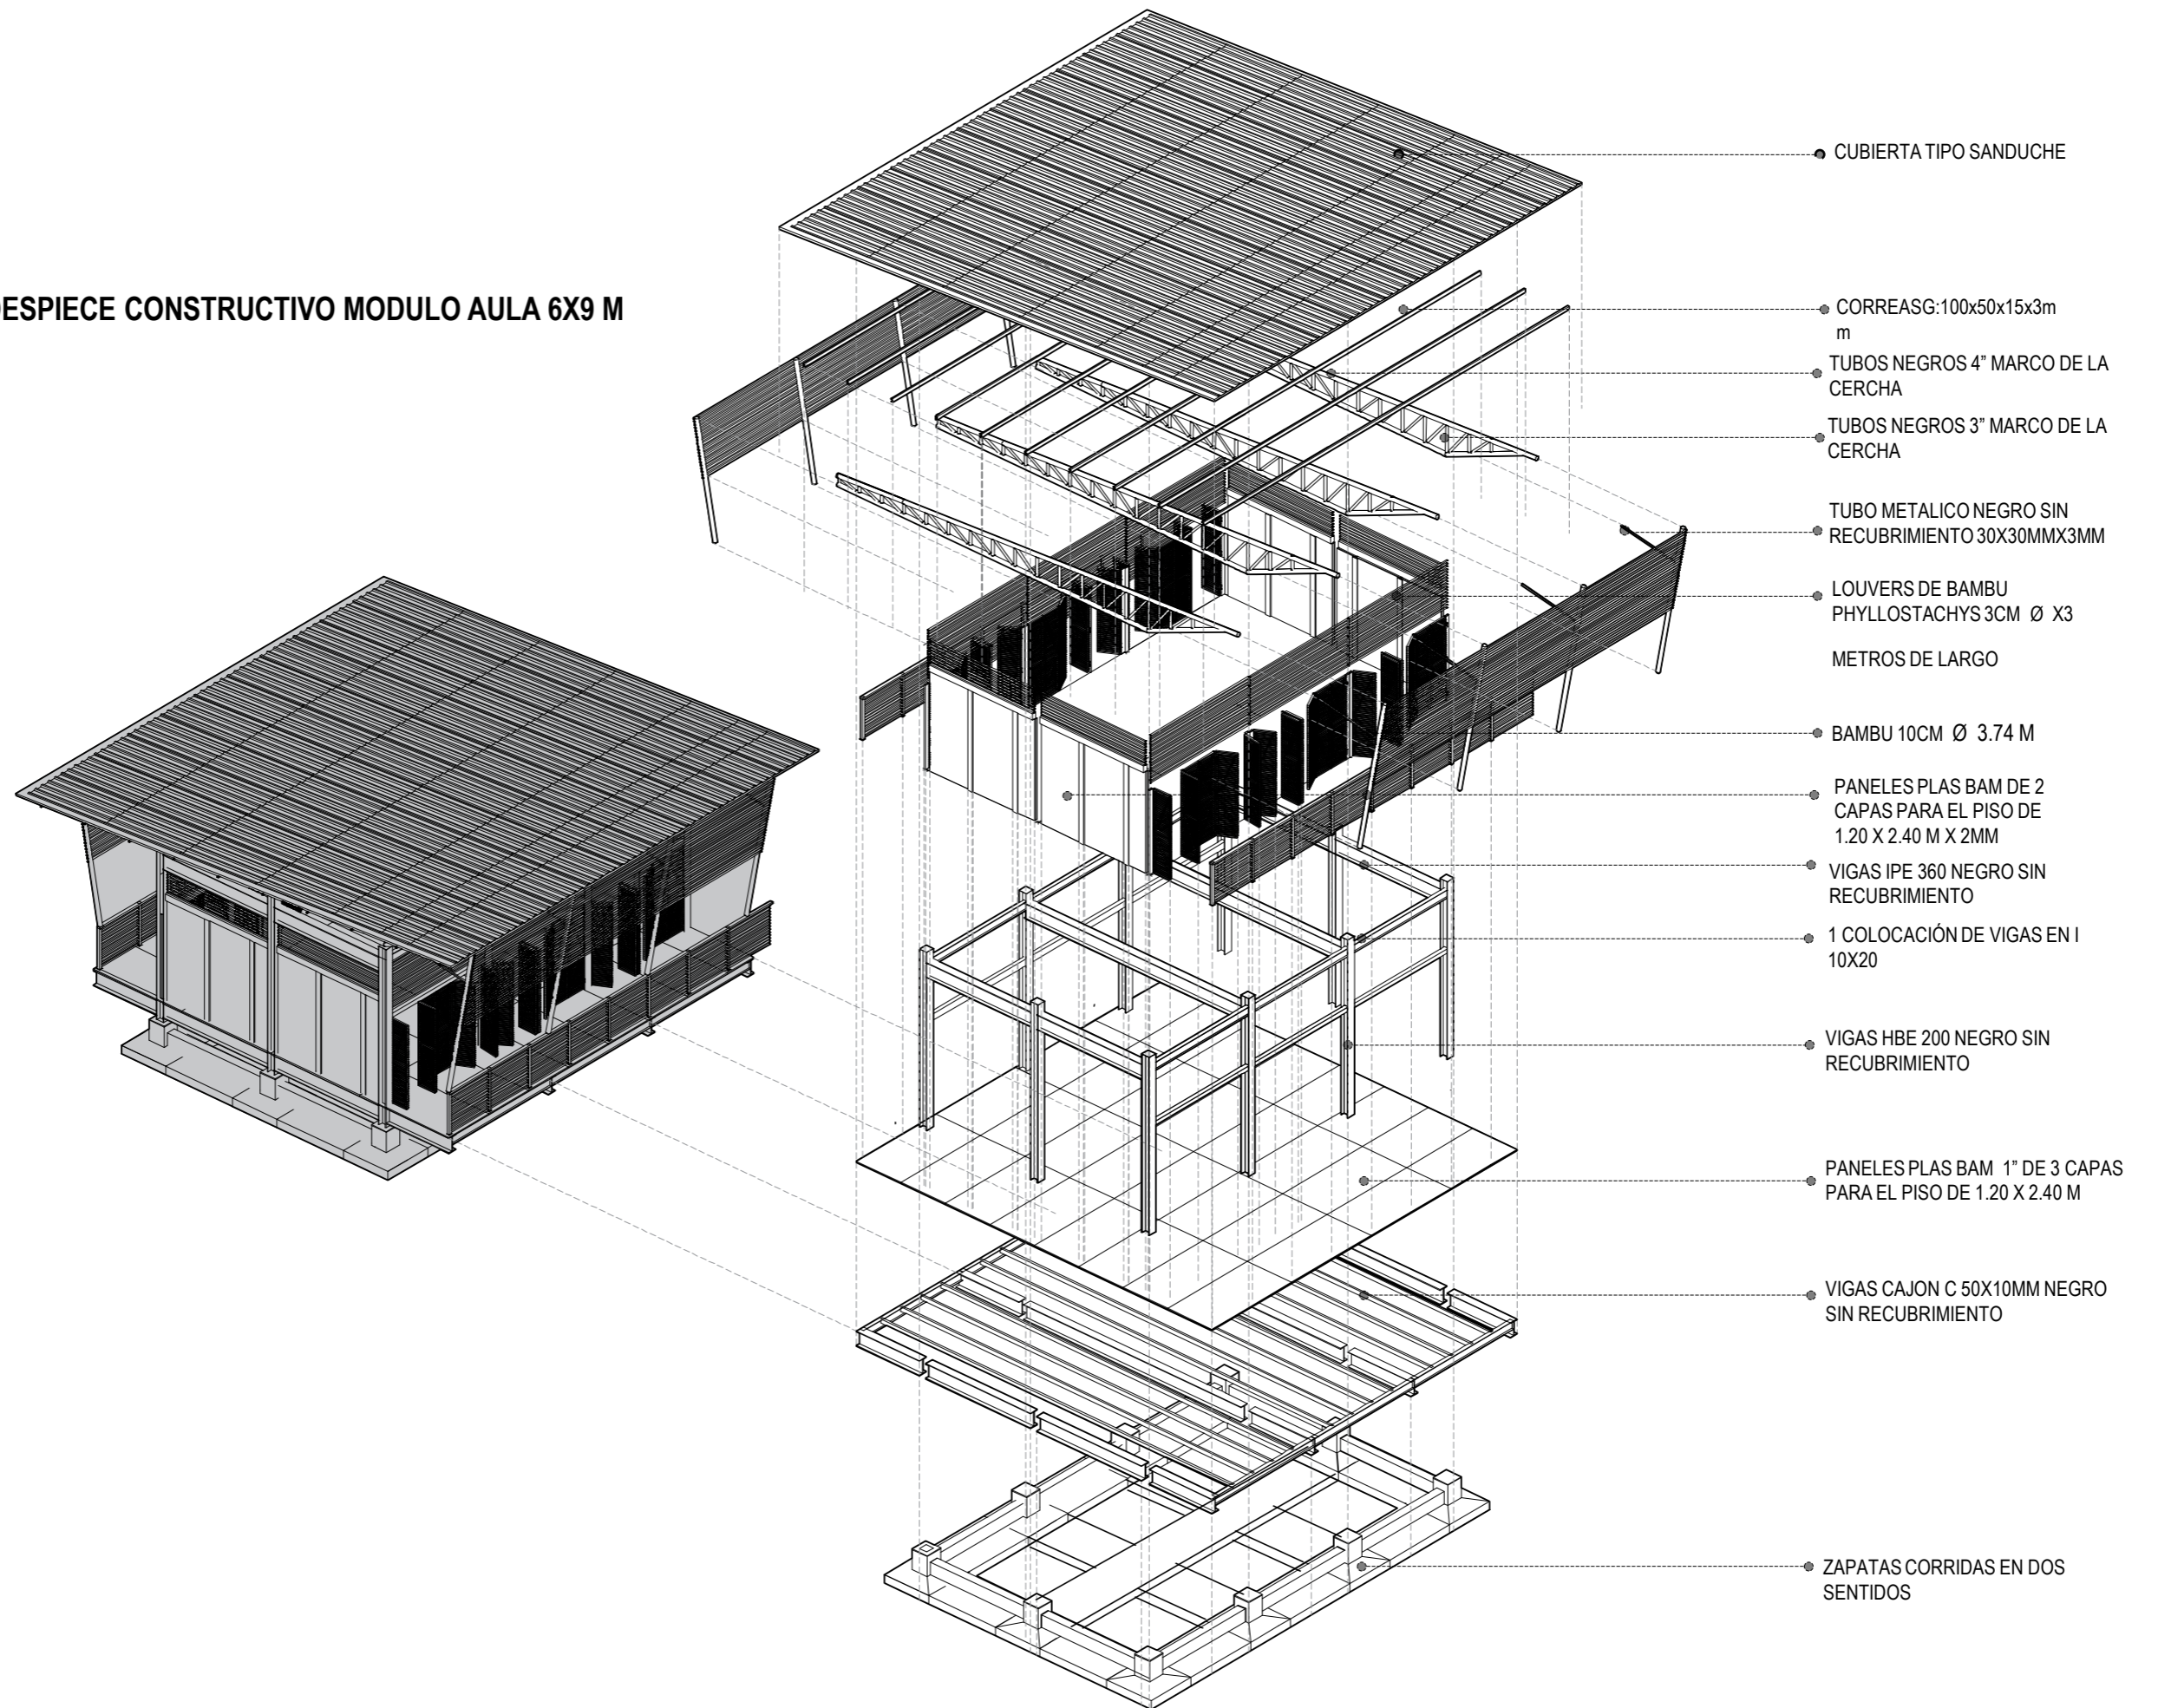 CUBIERTA TIPO SANDUCHE
DESPIECE CONSTRUCTIVO MODULO AULA 6X9 M
CORREASG:100x50x15x3m
m
TUBOS NEGROS 4” MARCO DE LA
CERCHA
TUBOS NEGROS 3” MARCO DE LA
CERCHA
TUBO METALICO NEGRO SIN
RECUBRIMIENTO 30X30MMX3MM
LOUVERS DE BAMBU
PHYLLOSTACHYS 3CM Ø X3
METROS DE LARGO
BAMBU 10CM Ø 3.74 M
PANELES PLAS BAM DE 2
CAPAS PARA EL PISO DE
1.20 X 2.40 M X 2MM
VIGAS IPE 360 NEGRO SIN
RECUBRIMIENTO
1 COLOCACIÓN DE VIGAS EN I
10X20
VIGAS HBE 200 NEGRO SIN
RECUBRIMIENTO
PANELES PLAS BAM 1” DE 3 CAPAS
PARA EL PISO DE 1.20 X 2.40 M
VIGAS CAJON C 50X10MM NEGRO
SIN RECUBRIMIENTO
ZAPATAS CORRIDAS EN DOS
SENTIDOS